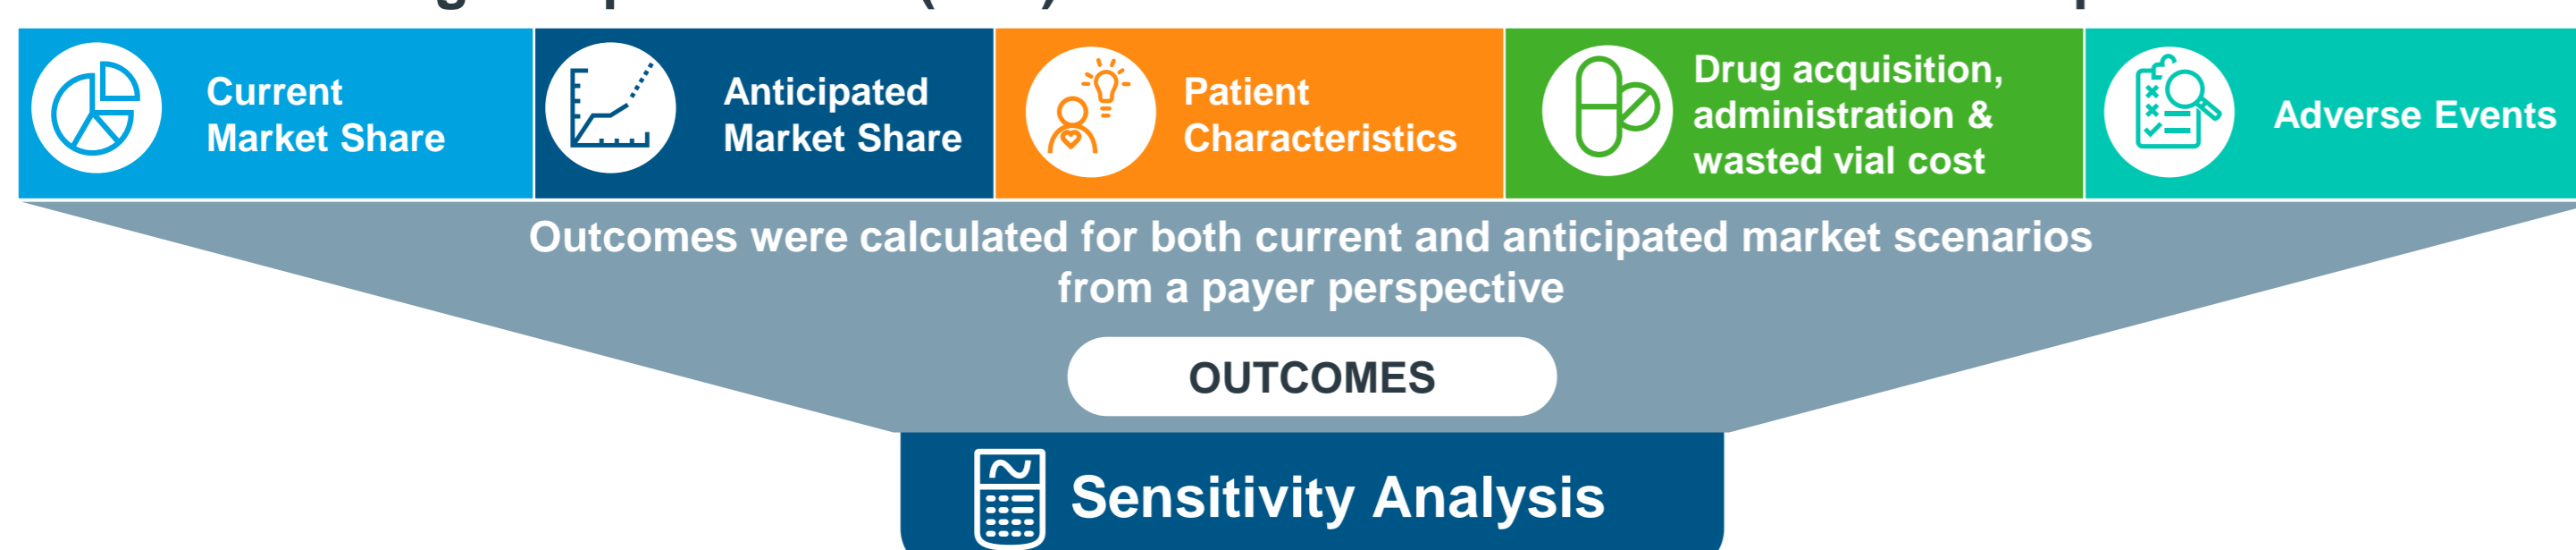 Current
Market Share
Anticipated
Market Share
Patient
Characteristics
Drug acquisition,
administration &
wasted vial cost
Adverse Events
Outcomes were calculated for both current and anticipated market scenarios
from a payer perspective
OUTCOMES
Sensitivity Analysis